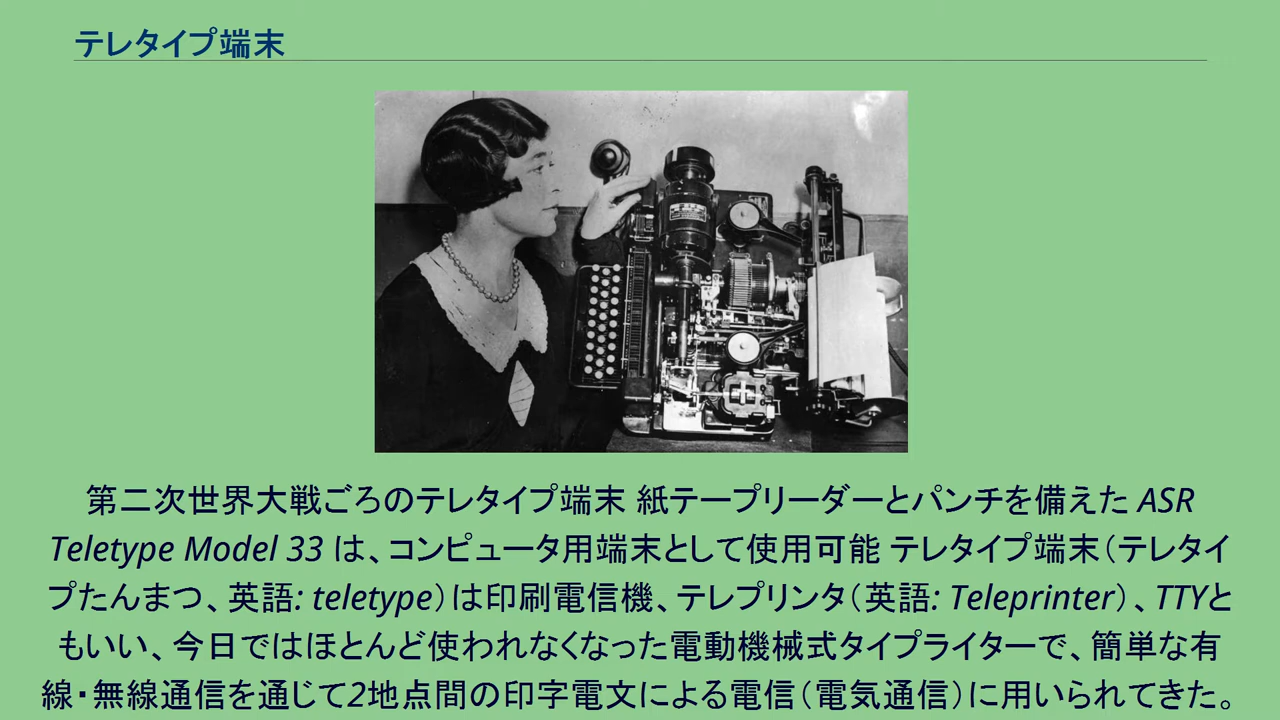 テレタイプ端末
第二次世界大戦ごろのテレタイプ端末 紙テープリーダーとパンチを備えた ASR
Teletype Model 33 は、コンピュータ用端末として使用可能 テレタイプ端末（テレタイ
プたんまつ、英語: teletype）は印刷電信機、テレプリンタ（英語: Teleprinter）、TTYと
もいい、今日ではほとんど使われなくなった電動機械式タイプライターで、簡単な有
線・無線通信を通じて2地点間の印字電文による電信（電気通信）に用いられてきた。